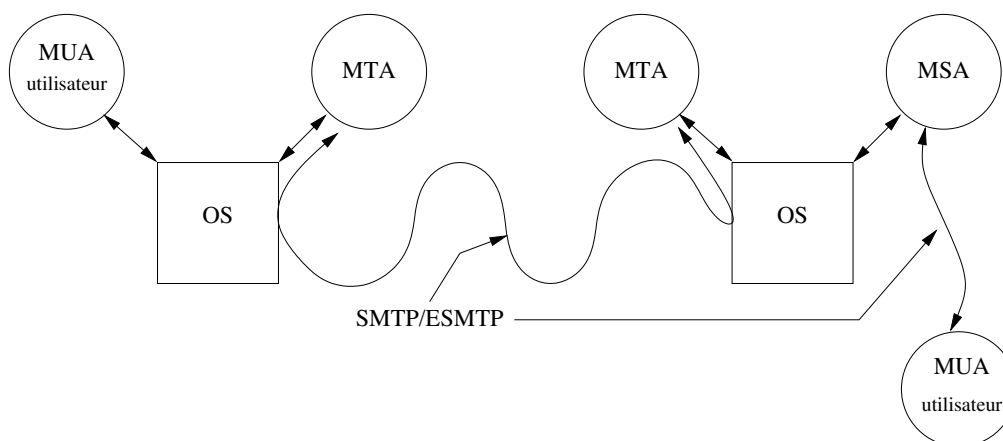 MUA
utilisateur
MTA
MTA
MSA
OS
OS
SMTP/ESMTP
MUA
utilisateur